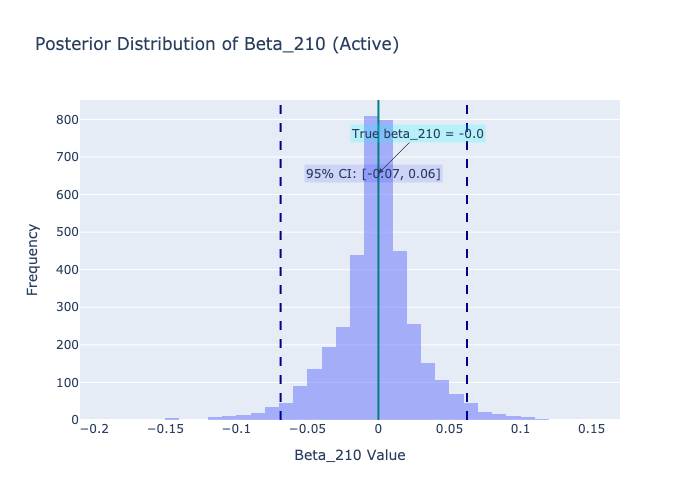 Posterior Distribution of Beta_210 (Active)
True beta_210 = -0.0
95% CI: [-0.07, 0.06]
Frequency
800
700
600
500
400
300
200
100
0
−0.2 −0.15 −0.1 −0.05 0 0.05 0.1 0.15
Beta_210 Value